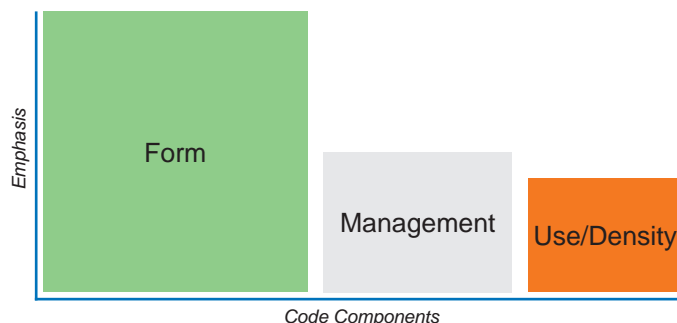 Emphasis
Form
Management
Use/Density
Code Components